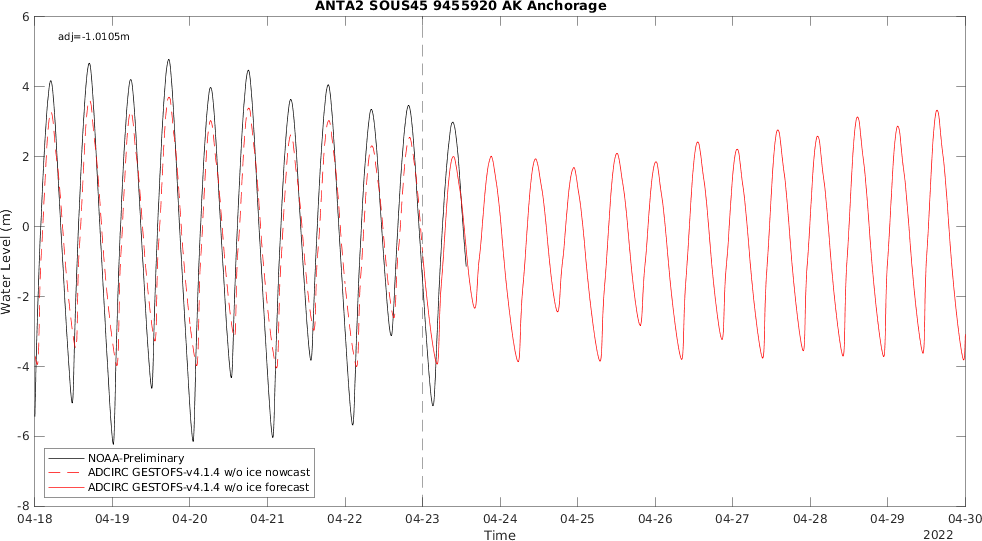 ANTA2 SOUS45 9455920 AK Anchorage
6
adj=-1.0105m
4
2
0
-2
-4
-6
-8
Water Level (m)
NOAA-Preliminary
ADCIRC GESTOFS-v4.1.4 w/o ice nowcast
ADCIRC GESTOFS-v4.1.4 w/o ice forecast
04-18 04-19 04-20 04-21 04-22 04-23 04-24 04-25 04-26 04-27 04-28 04-29 04-30
Time
2022